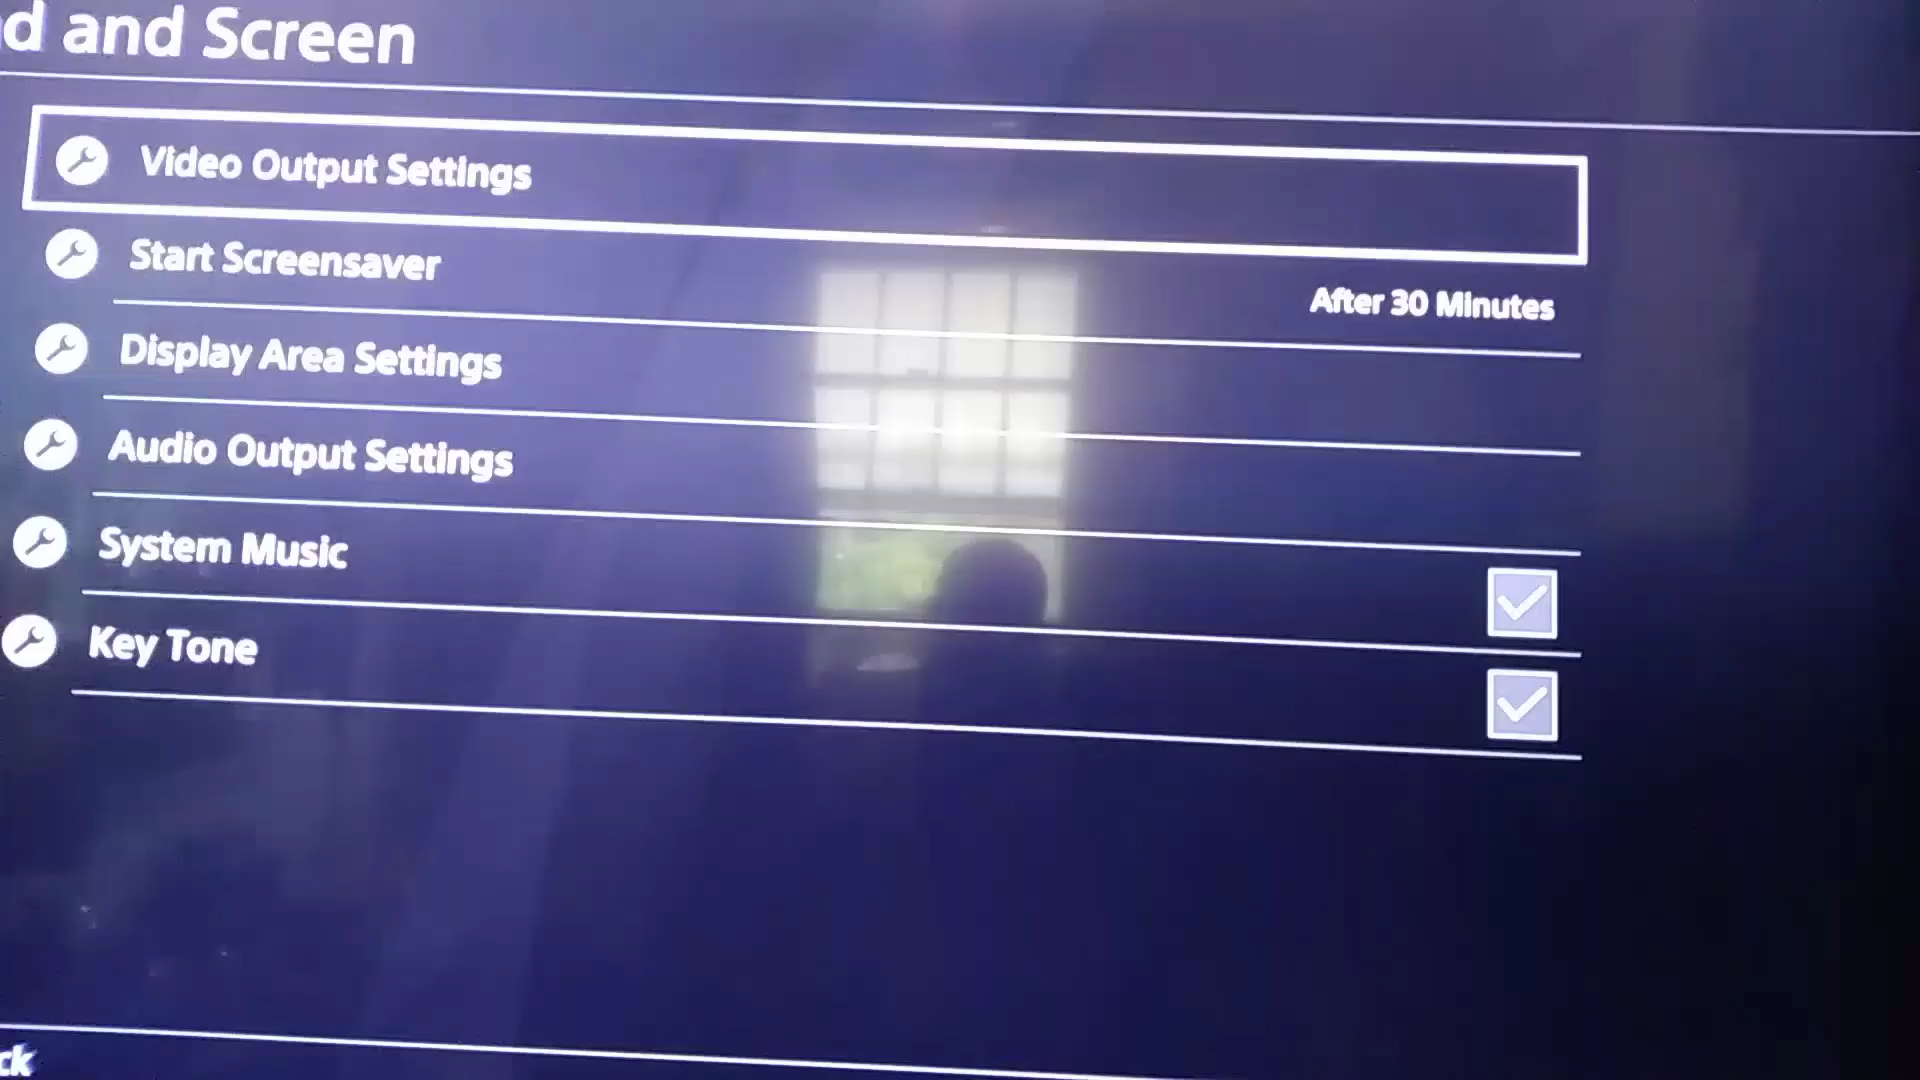 d and Screen
Video Output Settings
Start Screensaver
After 30 Minutes
Display Area Settings
Audio Output Settings
System Music
Key Tone
ck